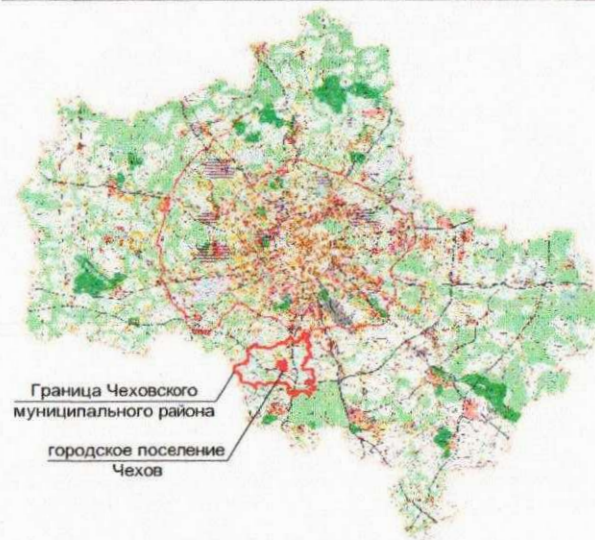 Граница Чеховского
муниципального района
городское поселение
Чехов